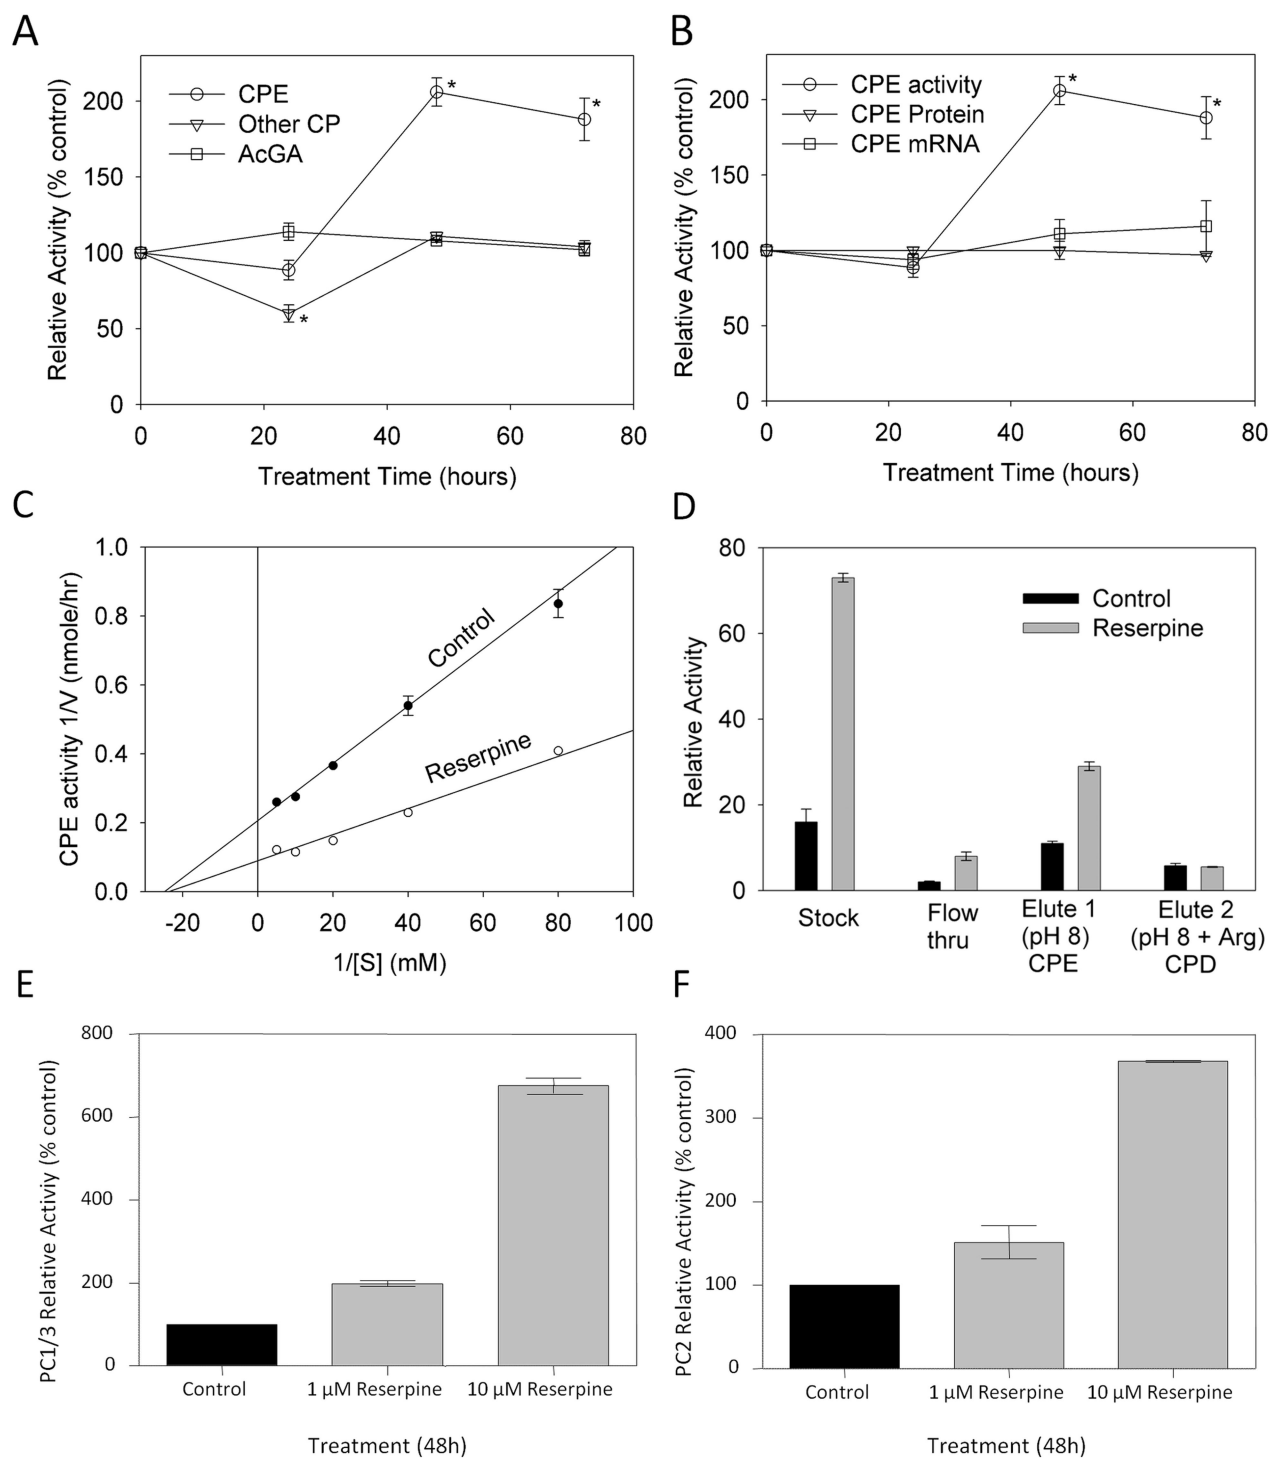 A
Relative Activity (% control)
200
150
100
50
0
CPE
Other CP
AcGA
*
*
*
0
20
40
60
80
Treatment Time (hours)
B
Relative Activity (% control)
200
150
100
50
0
CPE activity
CPE Protein
CPE mRNA
*
*
0
20
40
60
80
Treatment Time (hours)
C
CPE activity 1/V (nmole/hr)
1.0
0.8
0.6
0.4
0.2
0.0
Control
Reserpine
-20
0
20
40
60
80
100
1/[S] (mM)
D
Relative Activity
80
60
40
20
0
Control
Reserpine
Stock
Flow
thru
Elute 1
(pH 8)
CPE
Elute 2
(pH 8 + Arg)
CPD
E
PC1/3 Relative Activiy (% control)
800
600
400
200
0
Control
1 µM Reserpine
10 µM Reserpine
Treatment (48h)
F
PC2 Relative Activity (% control)
400
300
200
100
0
Control
1 µM Reserpine
10 µM Reserpine
Treatment (48h)